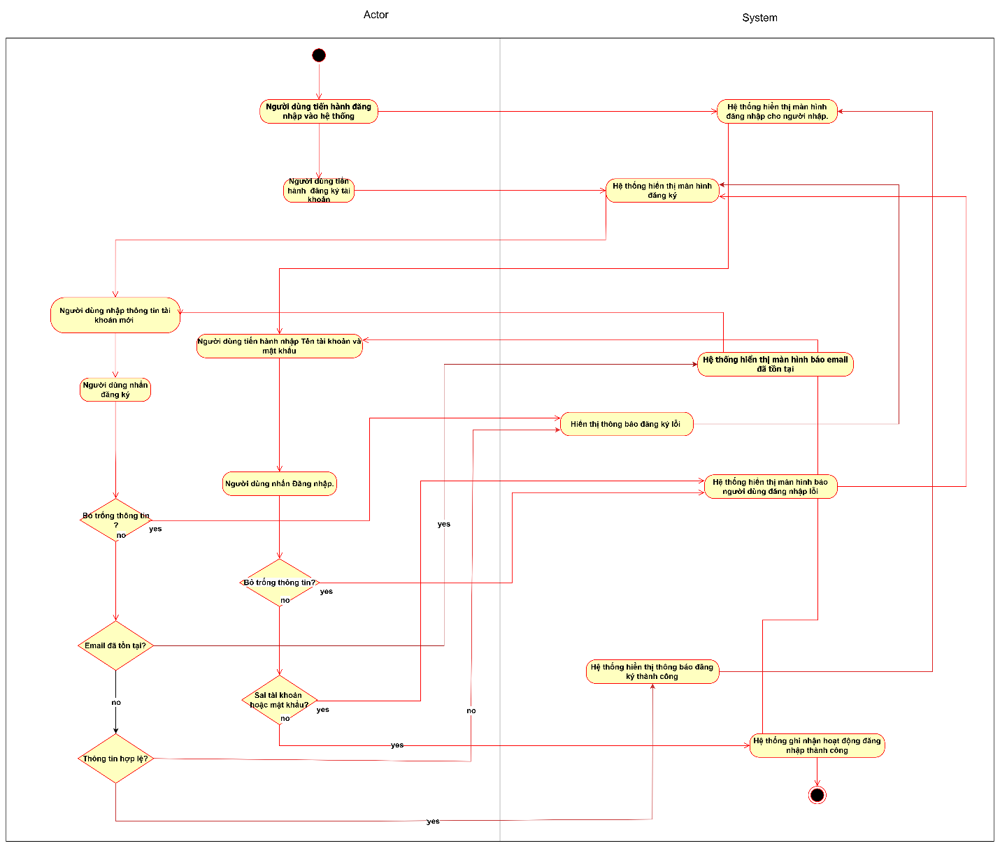 Actor
System
Người dùng tiến hành đăng
nhập vào hệ thống
Hệ thống hiển thị màn hình
đăng nhập cho người nhập.
Người dùng tiến
hành đăng ký tài
khoản
Hệ thống hiển thị màn hình
đăng ký
Người dùng nhập thông tin tài
khoản mới
Người dùng tiến hành nhập Tên tài khoản và
mật khẩu
Hệ thống hiển thị màn hình báo email
đã tồn tại
Người dùng nhấn
đăng ký
Hiển thị thông báo đăng ký lỗi
Người dùng nhấn Đăng nhập.
Hệ thống hiển thị màn hình báo
người dùng đăng nhập lỗi
Bỏ trống thông tin
?
no
yes
yes
Bỏ trống thông tin?
no
yes
Email đã tồn tại?
Hệ thống hiển thị thông báo đăng
ký thành công
no
Sai tài khoản
hoặc mật khẩu?
no
yes
no
yes
Hệ thống ghi nhận hoạt động đăng
nhập thành công
Thông tin hợp lệ?
yes